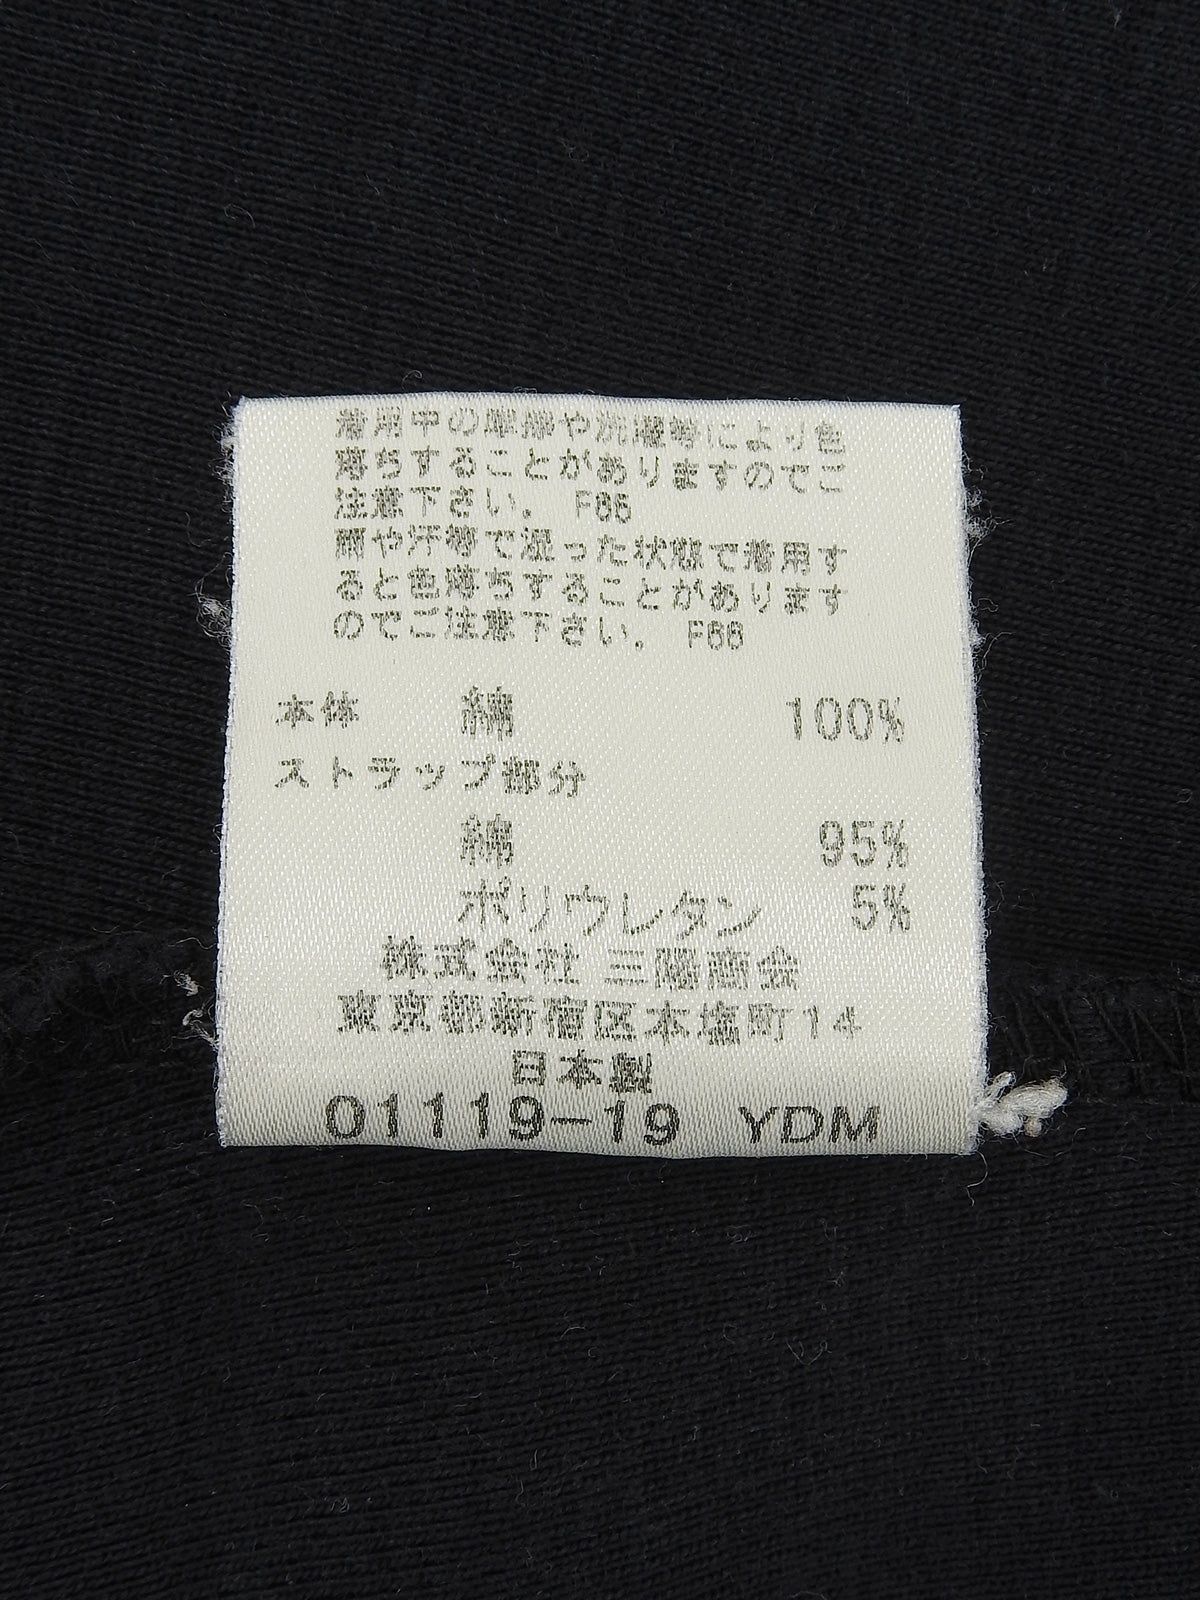 着用中の摩擦や洗濯等により色
落ちすることがありますのでご
注意下さい。 F66
雨や汗等で湿った状態で着用す
ると色落ちすることがあります
のでご注意下さい。 F66
本体 綿 100%
ストラップ部分
綿 95%
ポリウレタン 5%
株式会社 三陽商会
東京都新宿区本塩町14
日本製
01119-19 YDM